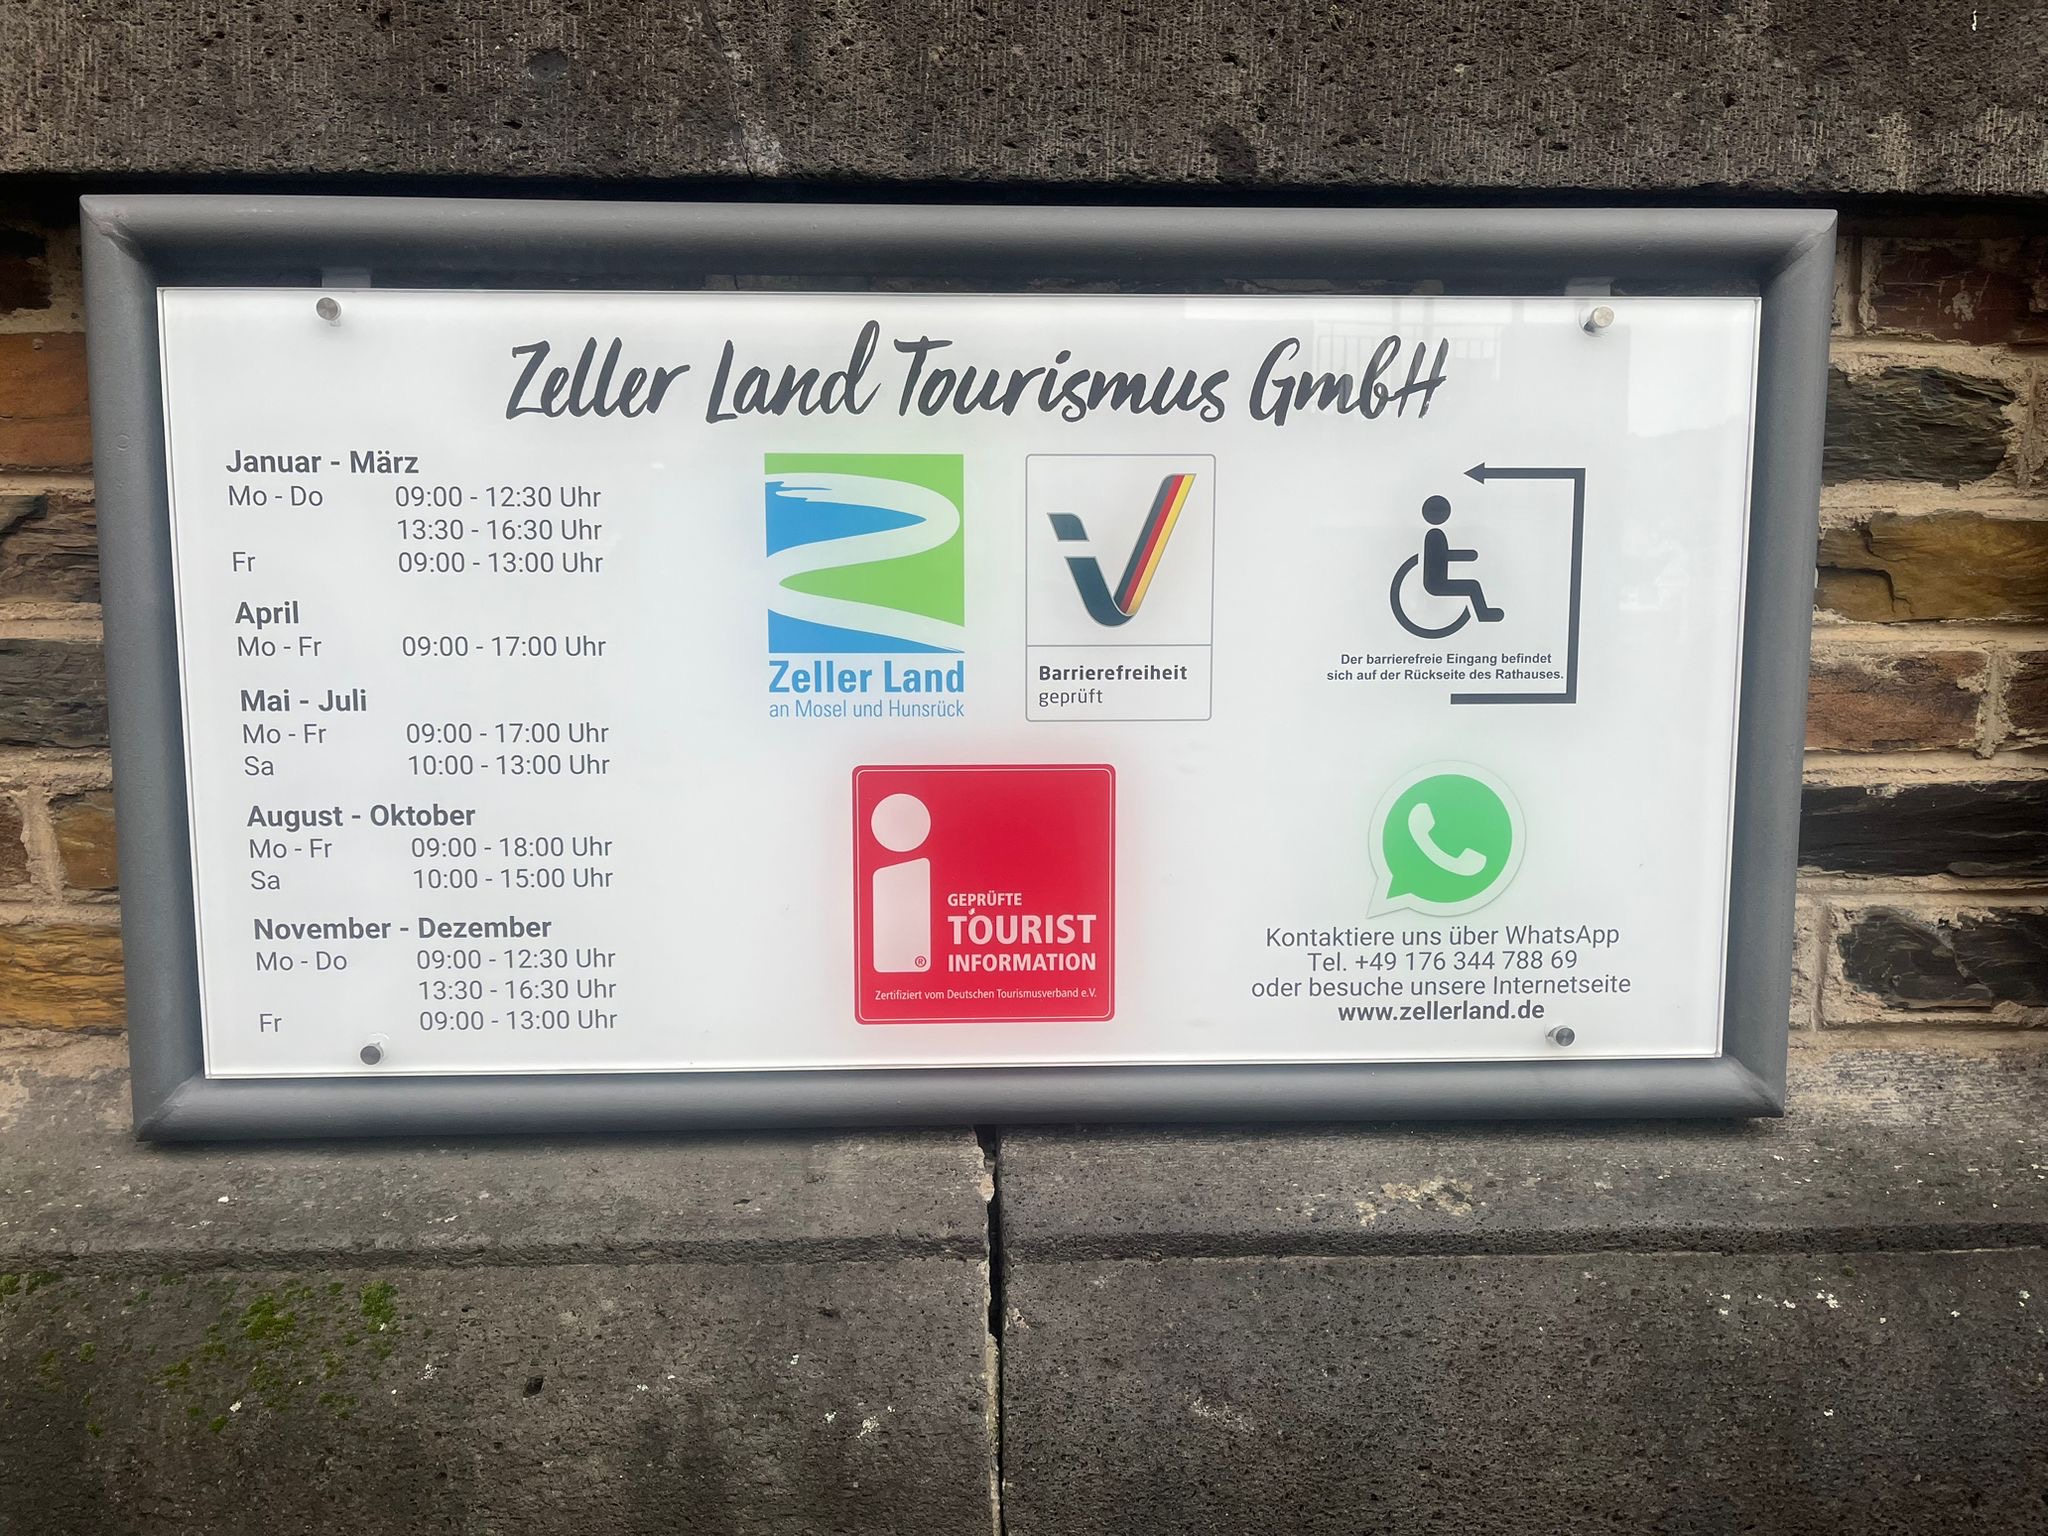 Zeller Land Tourismus GmbH
Januar - März
Mo - Do 09:00 - 12:30 Uhr
13:30 - 16:30 Uhr
Fr 09:00 - 13:00 Uhr
April
Mo - Fr 09:00 - 17:00 Uhr
Mai - Juli
Mo - Fr 09:00 - 17:00 Uhr
Sa 10:00 - 13:00 Uhr
August - Oktober
Mo - Fr 09:00 - 18:00 Uhr
Sa 10:00 - 15:00 Uhr
November - Dezember
Mo - Do 09:00 - 12:30 Uhr
13:30 - 16:30 Uhr
Fr 09:00 - 13:00 Uhr
Zeller Land
an Mosel und Hunsrück
Barrierefreiheit
geprüft
Der barrierefreie Eingang befindet
sich auf der Rückseite des Rathauses.
i ®
GEPRÜFTE
TOURIST
INFORMATION
Zertifiziert vom Deutschen Tourismusverband e.V.
Kontaktiere uns über WhatsApp
Tel. +49 176 344 788 69
oder besuche unsere Internetseite
www.zellerland.de